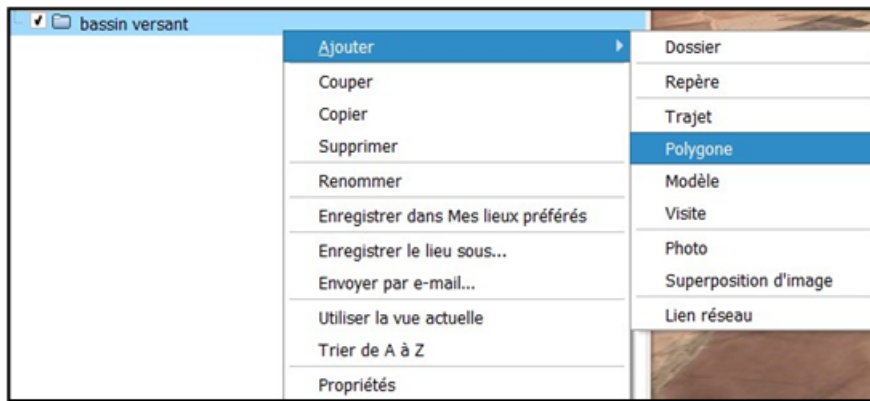 bassin versant
Ajouter
Couper
Copier
Supprimer
Renommer
Enregistrer dans Mes lieux préférés
Enregistrer le lieu sous...
Envoyer par e-mail...
Utiliser la vue actuelle
Trier de A à Z
Propriétés
Dossier
Repère
Trajet
Polygone
Modèle
Visite
Photo
Superposition d'image
Lien réseau